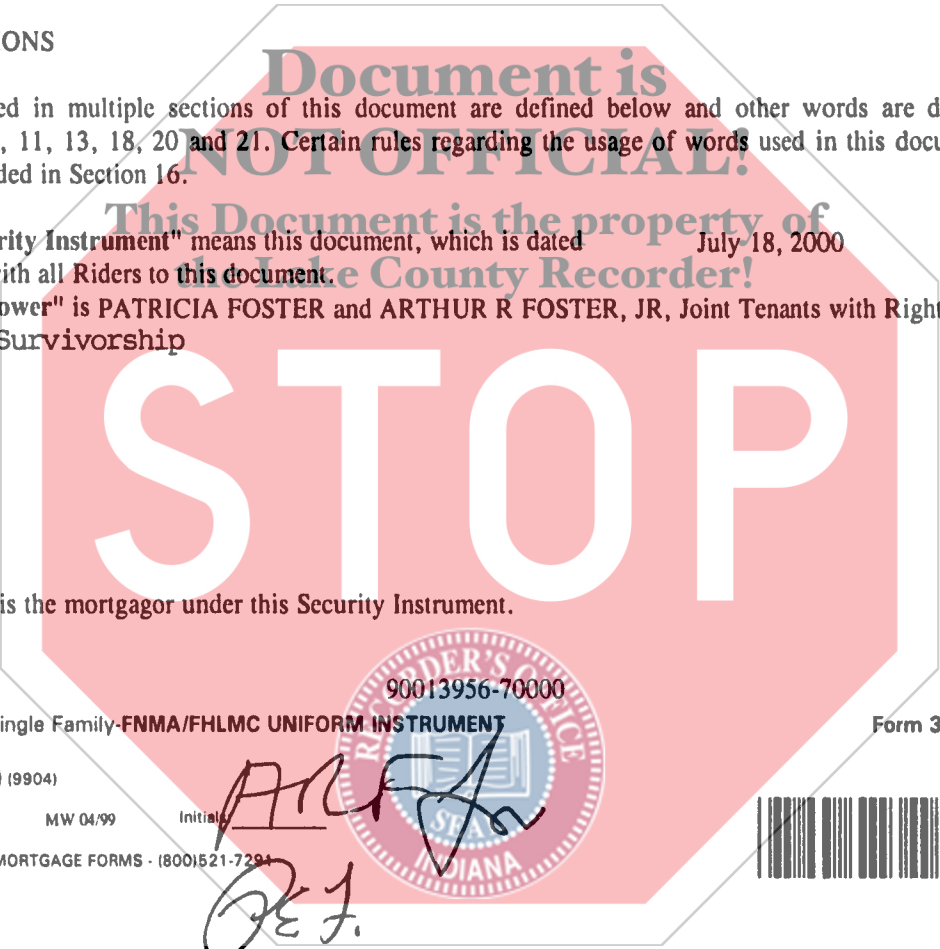 ONS
Document is
ed in multiple sections of this document are defined below and other words are d
, 11, 13, 18, 20 and 21. Certain rules regarding the usage of words used in this docu
NOT OFFICIAL!
ded in Section 16.
This Document is the property of
rity Instrument" means this document, which is dated July 18, 2000
ith all Riders to this document.
the Lake County Recorder!
ower" is PATRICIA FOSTER and ARTHUR R FOSTER, JR, Joint Tenants with Right
Survivorship
STOP
is the mortgagor under this Security Instrument.
RECORDER'S OFFICE
90013956-70000
ingle Family-FNMA/FHLMC UNIFORM INSTRUMENT Form 3
(9904)
MW 04/99 Initials ARF Jr
SEAL
MORTGAGE FORMS - (800)521-7291
INDIANA
PEF.